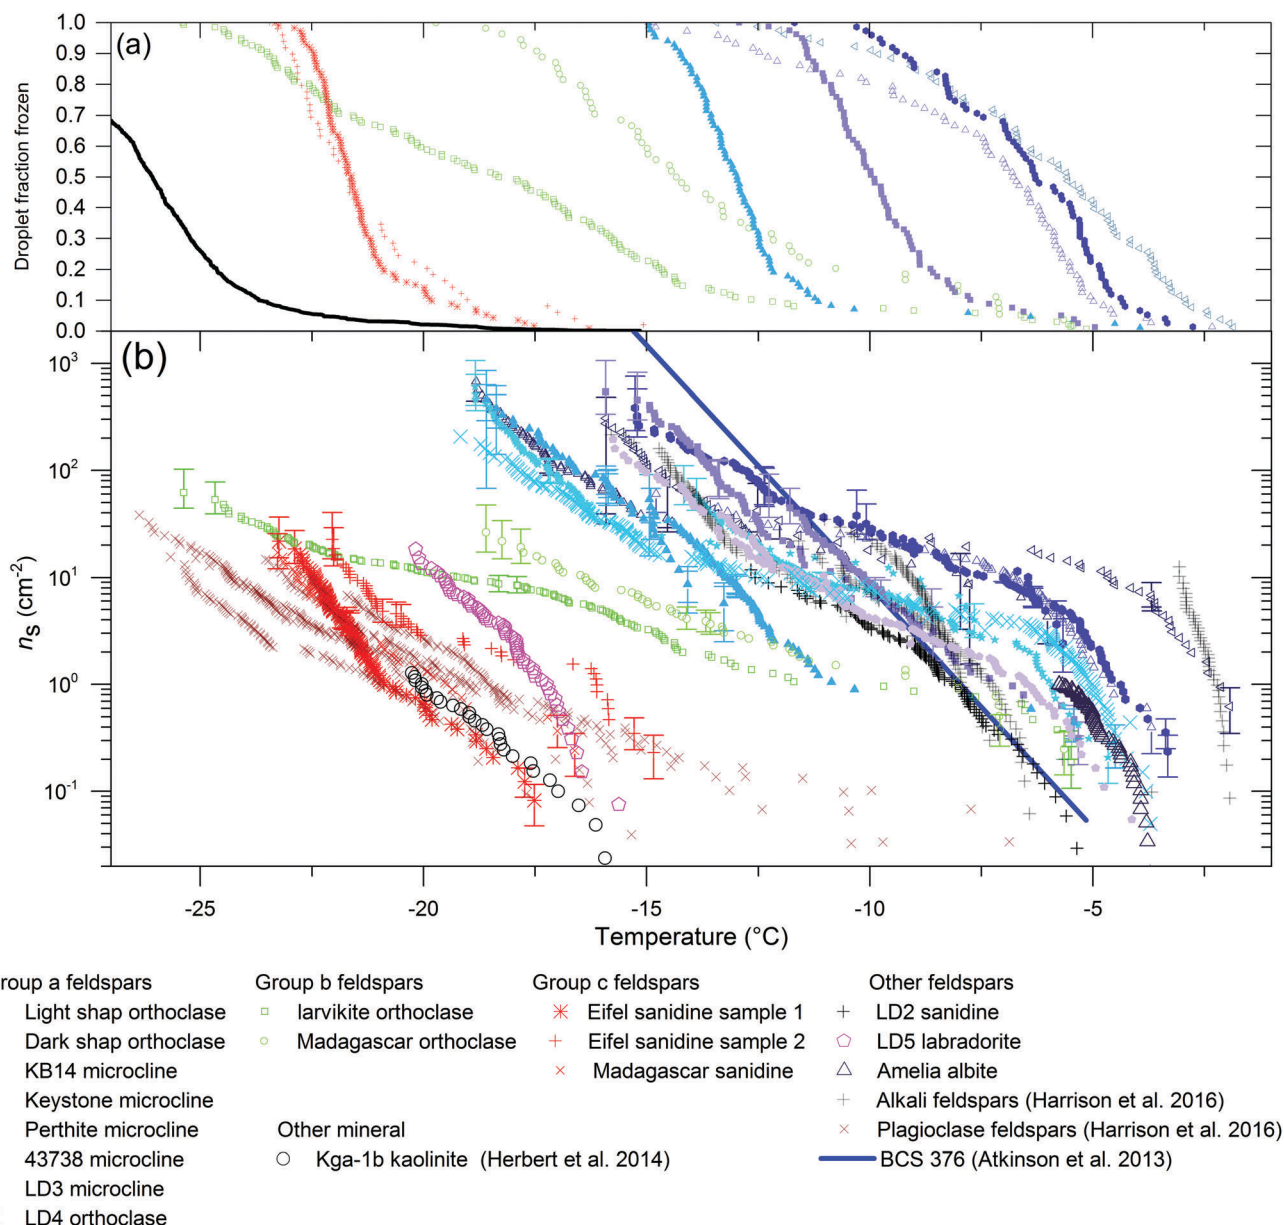 (a)
1.0
0.9
0.8
0.7
0.6
0.5
0.4
0.3
0.2
0.1
0.0
Droplet fraction frozen
(b)
10³
10²
10¹
10⁰
10⁻¹
nₛ (cm⁻²)
-25 -20 -15 -10 -5
Temperature (°C)
roup a feldspars Group b feldspars Group c feldspars Other feldspars
Light shap orthoclase larvikite orthoclase Eifel sanidine sample 1 LD2 sanidine
Dark shap orthoclase Madagascar orthoclase Eifel sanidine sample 2 LD5 labradorite
KB14 microcline Madagascar sanidine Amelia albite
Keystone microcline Alkali feldspars (Harrison et al. 2016)
Perthite microcline Other mineral Plagioclase feldspars (Harrison et al. 2016)
43738 microcline Kga-1b kaolinite (Herbert et al. 2014) BCS 376 (Atkinson et al. 2013)
LD3 microcline
LD4 orthoclase